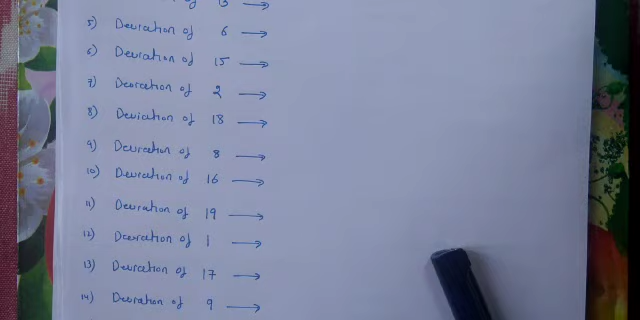 of 13 →
5) Deviation of 6 →
6) Deviation of 15 →
7) Deviation of 2 →
8) Deviation of 18 →
9) Deviation of 8 →
10) Deviation of 16 →
11) Deviation of 19 →
12) Deviation of 1 →
13) Deviation of 17 →
14) Deviation of 9 →